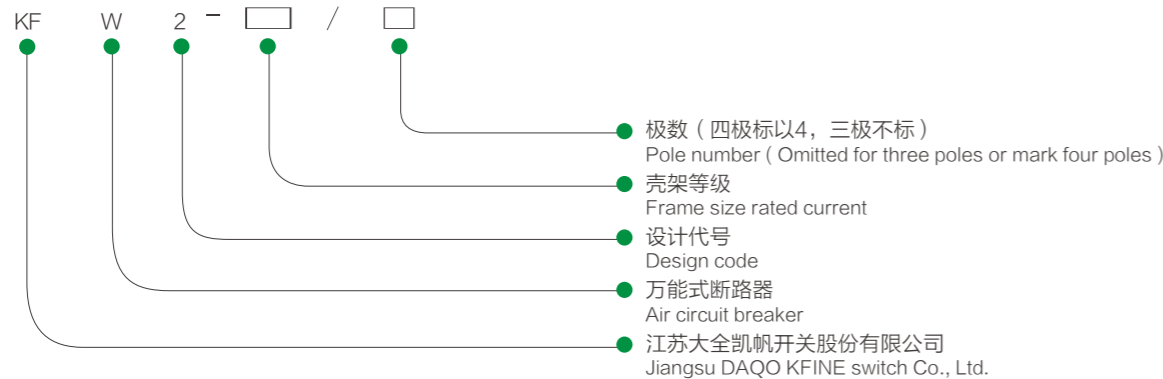 KF W 2 - □ / □
极数（四极标以4，三极不标）
Pole number ( Omitted for three poles or mark four poles )
壳架等级
Frame size rated current
设计代号
Design code
万能式断路器
Air circuit breaker
江苏大全凯帆开关股份有限公司
Jiangsu DAQO KFINE switch Co., Ltd.